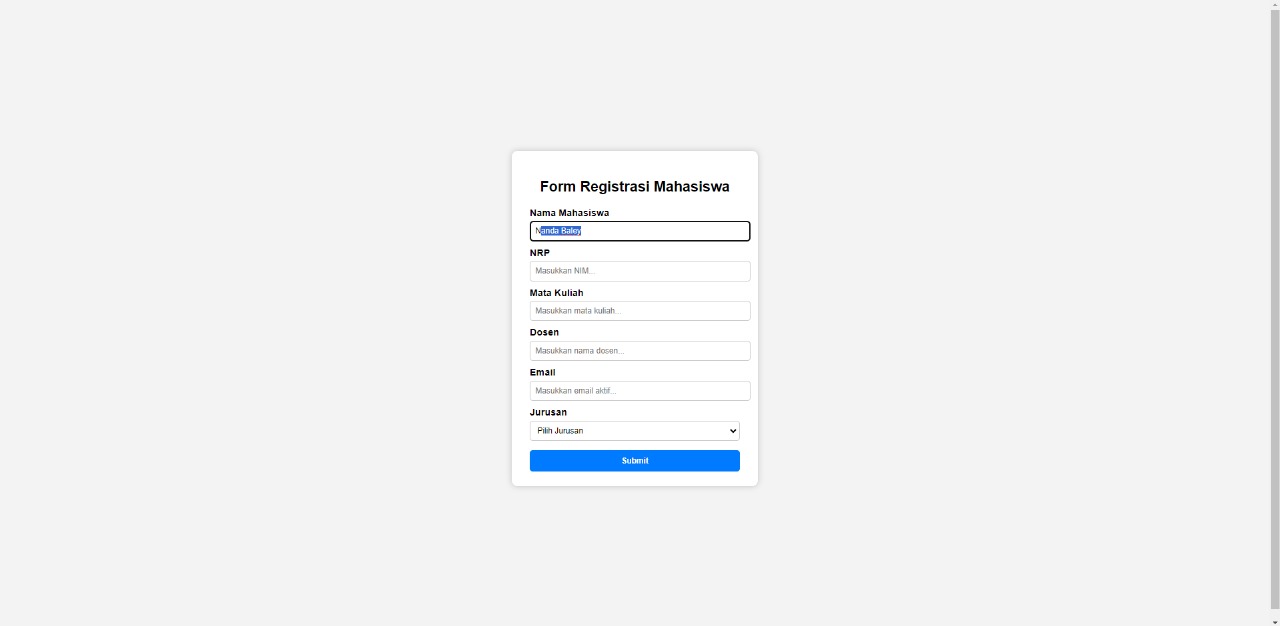 Form Registrasi Mahasiswa
Nama Mahasiswa
Nanda Baley
NRP
Masukkan NIM...
Mata Kuliah
Masukkan mata kuliah...
Dosen
Masukkan nama dosen...
Email
Masukkan email aktif...
Jurusan
Pilih Jurusan
Submit